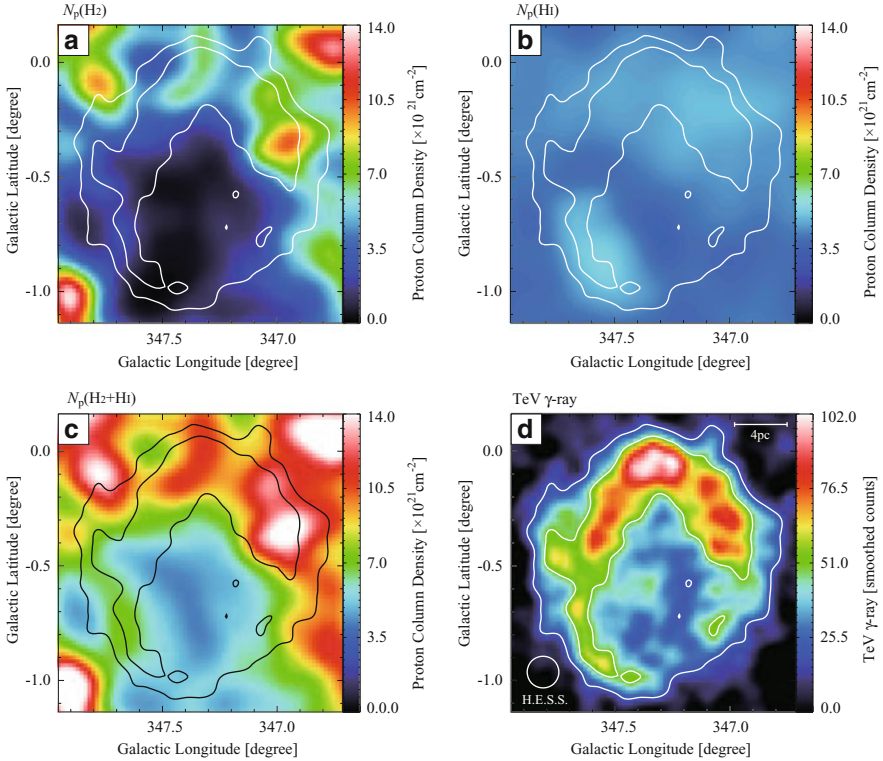 Np(H2)
a
14.0
10.5
7.0
3.5
0.0
Proton Column Density [×10^21 cm^-2]
0.0
-0.5
-1.0
Galactic Latitude [degree]
347.5 347.0
Galactic Longitude [degree]
Np(HI)
b
14.0
10.5
7.0
3.5
0.0
Proton Column Density [×10^21 cm^-2]
0.0
-0.5
-1.0
Galactic Latitude [degree]
347.5 347.0
Galactic Longitude [degree]
Np(H2+HI)
c
14.0
10.5
7.0
3.5
0.0.0
Proton Column Density [×10^21 cm^-2]
0.0
-0.5
-1.0
Galactic Latitude [degree]
347.5 347.0
Galactic Longitude [degree]
TeV γ-ray
d
4pc
H.E.S.S.
102.0
76.5
51.0
25.5
0.0
TeV γ-ray [smoothed counts]
0.0
-0.5
-1.0
Galactic Latitude [degree]
347.5 347.0
Galactic Longitude [degree]